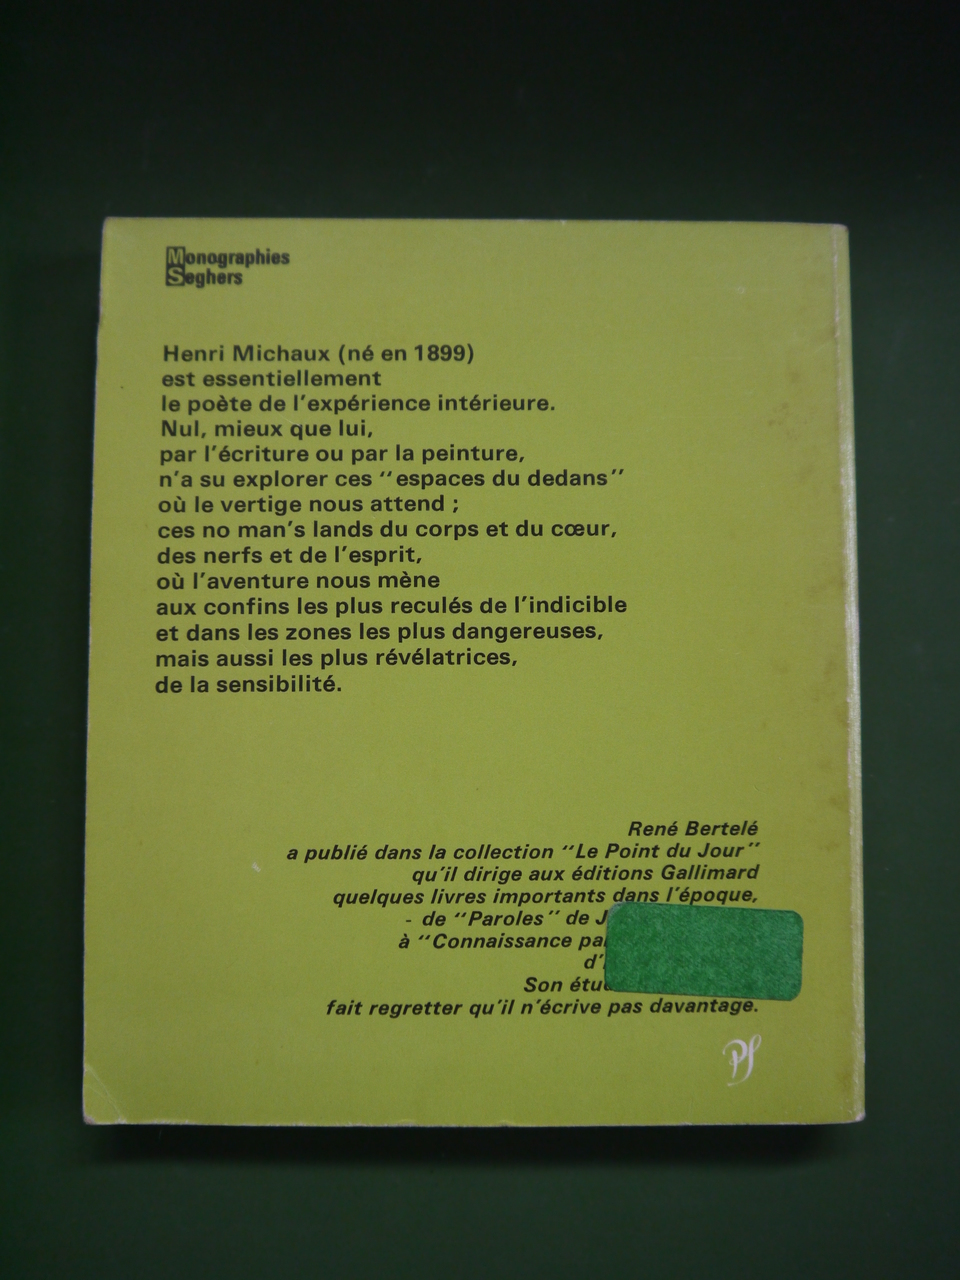 Monographies
Seghers
Henri Michaux (né en 1899)
est essentiellement
le poète de l'expérience intérieure.
Nul, mieux que lui,
par l'écriture ou par la peinture,
n'a su explorer ces "espaces du dedans"
où le vertige nous attend ;
ces no man's lands du corps et du cœur,
des nerfs et de l'esprit,
où l'aventure nous mène
aux confins les plus reculés de l'indicible
et dans les zones les plus dangereuses,
mais aussi les plus révélatrices,
de la sensibilité.
René Bertelé
a publié dans la collection "Le Point du Jour"
qu'il dirige aux éditions Gallimard
quelques livres importants dans l'époque,
- de "Paroles" de
à "Connaissance
Son
fait regretter qu'il n'écrive pas davantage.
PS